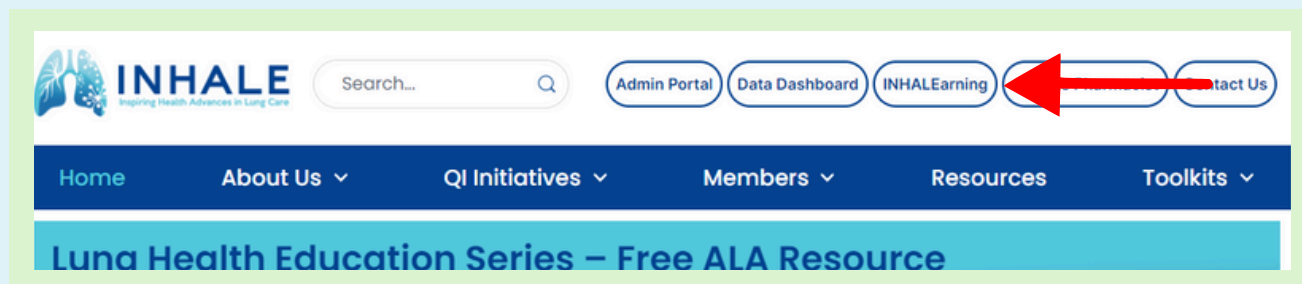 INHALE
Inspiring Health Advances in Lung Care
Search...
Admin Portal
Data Dashboard
INHALEarning
Contact Us
Home
About Us
QI Initiatives
Members
Resources
Toolkits
Lung Health Education Series – Free ALA Resource